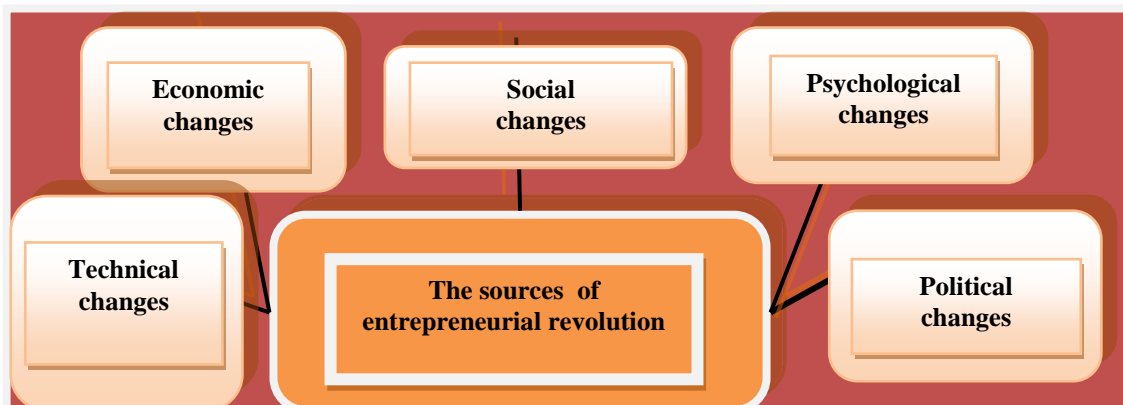 Economic
changes
Social
changes
Psychological
changes
Technical
changes
The sources of
entrepreneurial revolution
Political
changes